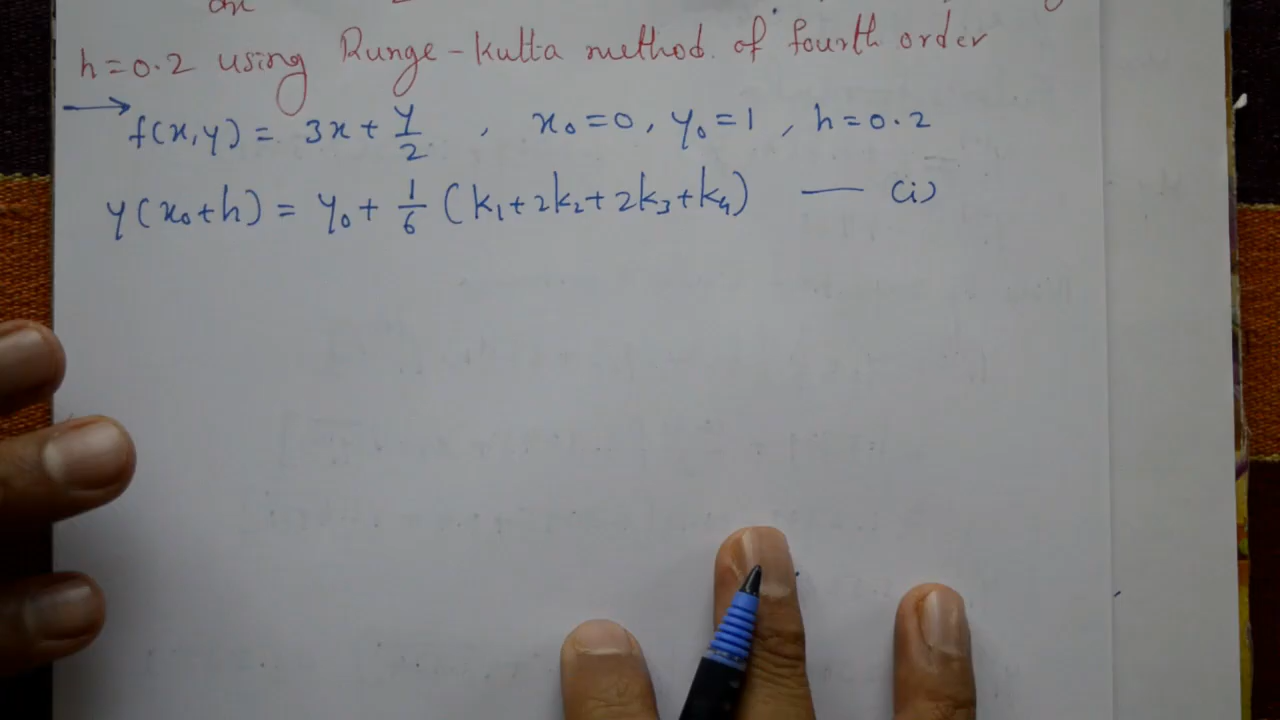 h=0.2 using Runge-Kutta method. of fourth order
f(x,y) = 3x + y/2 , x₀=0, y₀=1 , h=0.2
y(x₀+h) = y₀ + 1/6 (k₁+2k₂+2k₃+k₄) — (i)